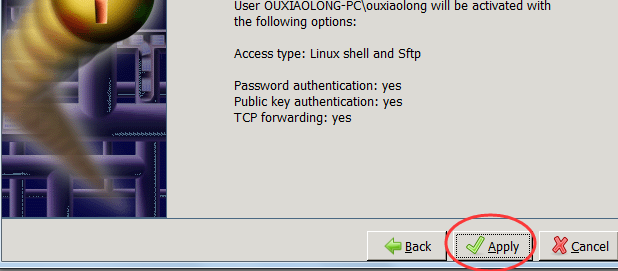 User OUXIAOLONG-PC\ouxiaolong will be activated with
the following options:
Access type: Linux shell and Sftp
Password authentication: yes
Public key authentication: yes
TCP forwarding: yes
Back
Apply
Cancel